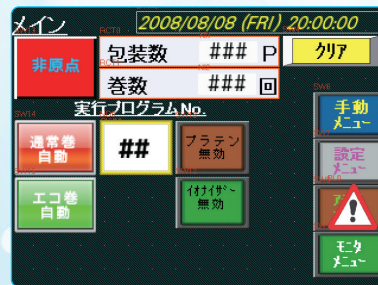 メイン
2008/08/08 (FRI) 20:00:00
非原点
包装数 ### P
クリア
巻数 ### 回
実行プログラムNo.
手動
メニュー
通常巻
自動
##
プラテン
無効
設定
メニュー
エコ巻
自動
イオナイザー
無効
モニタ
メニュー